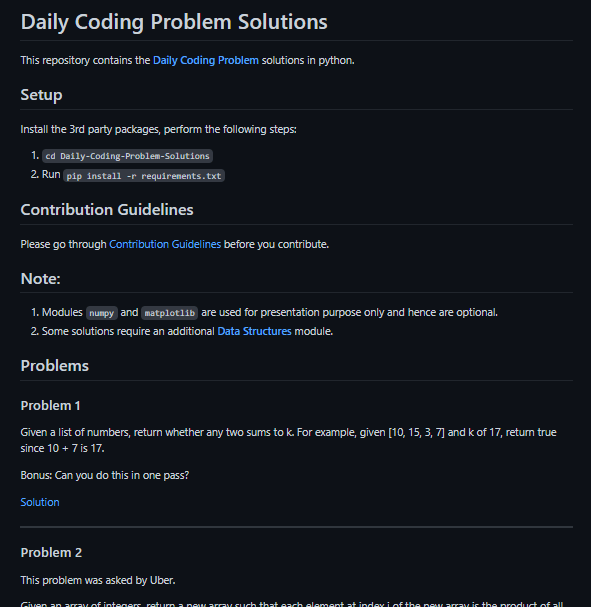 Daily Coding Problem Solutions
This repository contains the Daily Coding Problem solutions in python.
Setup
Install the 3rd party packages, perform the following steps:
1. cd Daily-Coding-Problem-Solutions
2. Run pip install -r requirements.txt
Contribution Guidelines
Please go through Contribution Guidelines before you contribute.
Note:
1. Modules numpy and matplotlib are used for presentation purpose only and hence are optional.
2. Some solutions require an additional Data Structures module.
Problems
Problem 1
Given a list of numbers, return whether any two sums to k. For example, given [10, 15, 3, 7] and k of 17, return true
since 10 + 7 is 17.
Bonus: Can you do this in one pass?
Solution
Problem 2
This problem was asked by Uber.
Given an array of integers, return a new array such that each element at index i of the new array is the product of all